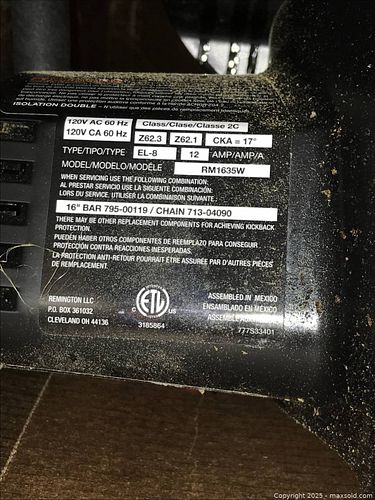 ISOLATION DOUBLE –
120V AC 60 Hz
120V CA 60 Hz
Class/Clase/Classe 2C
Z62.3 Z62.1 CKA = 17°
TYPE/TIPO/TYPE EL-8 12 AMP/AMP/A
MODEL/MODELO/MODÈLE RM1635W
WHEN SERVICING USE THE FOLLOWING COMBINATION:
AL PRESTAR SERVICIO USE LA SIGUIENTE COMBINACIÓN:
LORS DU SERVICE, UTILISER LA COMBINAISON SUIVANTE:
16" BAR 795-00119 / CHAIN 713-04090
THERE MAY BE OTHER REPLACEMENT COMPONENTS FOR ACHIEVING KICKBACK
PROTECTION.
PUEDEN HABER OTROS COMPONENTES DE REEMPLAZO PARA CONSEGUIR
PROTECCIÓN CONTRA REACCIONES INESPERADAS.
LA PROTECTION ANTI-RETOUR POURRAIT ÊTRE ASSURÉE PAR D'AUTRES PIÈCES
DE REMPLACEMENT.
REMINGTON LLC
P.O. BOX 361032
CLEVELAND OH 44136
C ETL US
3185864
ASSEMBLED IN MEXICO
ENSAMBLADO EN MÉXICO
777S33401
Copyright 2025 - maxsold.com